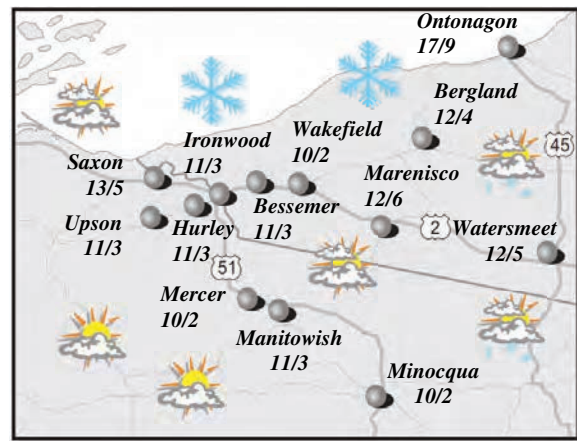 Ontonagon
17/9
Bergland
12/4
45
Ironwood
11/3
Wakefield
10/2
Saxon
13/5
Marenisco
12/6
Upson
11/3
Hurley
11/3
Bessemer
11/3
2
Watersmeet
12/5
51
Mercer
10/2
Manitowish
11/3
Minocqua
10/2